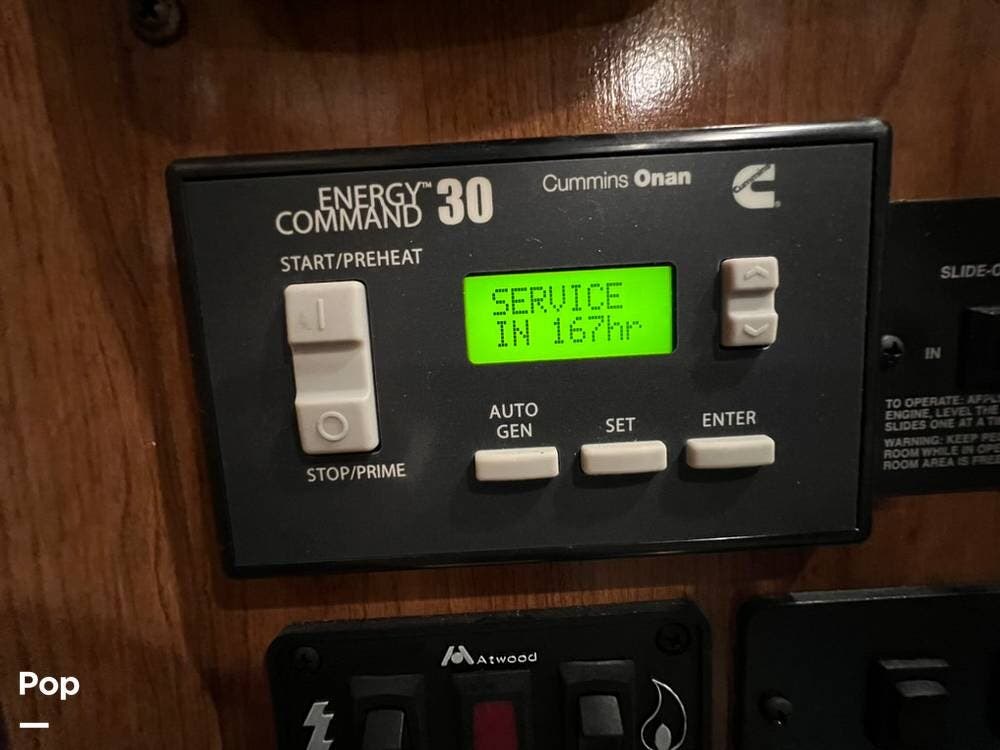 ENERGY™
COMMAND 30
Cummins Onan
START/PREHEAT
SERVICE
IN 167hr
AUTO
GEN
SET
ENTER
STOP/PRIME
SLIDE-O
IN
TO OPERATE: APPL
ENGINE, LEVEL THE
SLIDES ONE AT A T
WARNING: KEEP PE
ROOM WHILE IN OPE
ROOM AREA IS FREE
Atwood
Pop